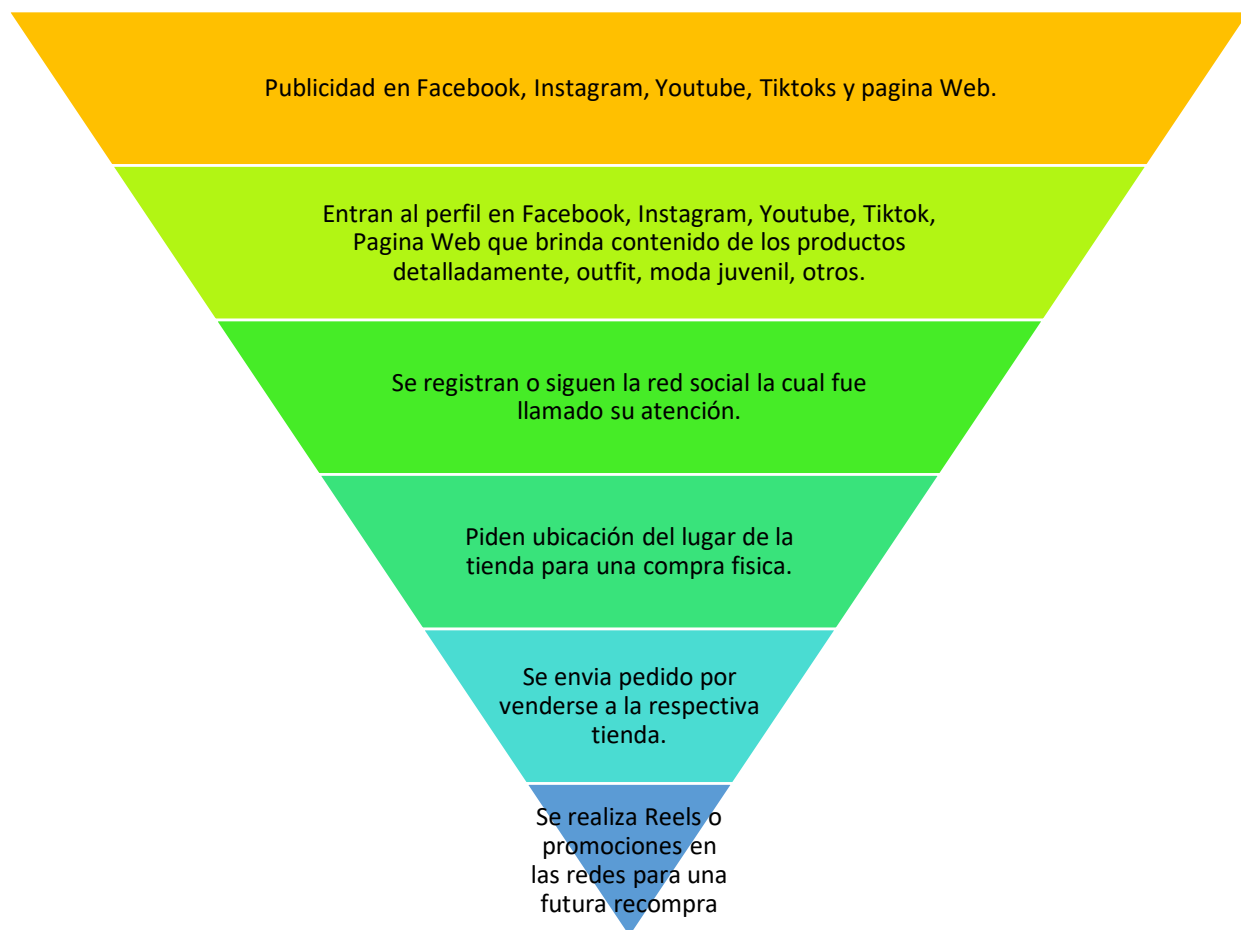 Publicidad en Facebook, Instagram, Youtube, Tiktoks y pagina Web.
Entran al perfil en Facebook, Instagram, Youtube, Tiktok,
Pagina Web que brinda contenido de los productos
detalladamente, outfit, moda juvenil, otros.
Se registran o siguen la red social la cual fue
llamado su atención.
Piden ubicación del lugar de la
tienda para una compra fisica.
Se envia pedido por
venderse a la respectiva
tienda.
Se realiza Reels o
promociones en
las redes para una
futura recompra